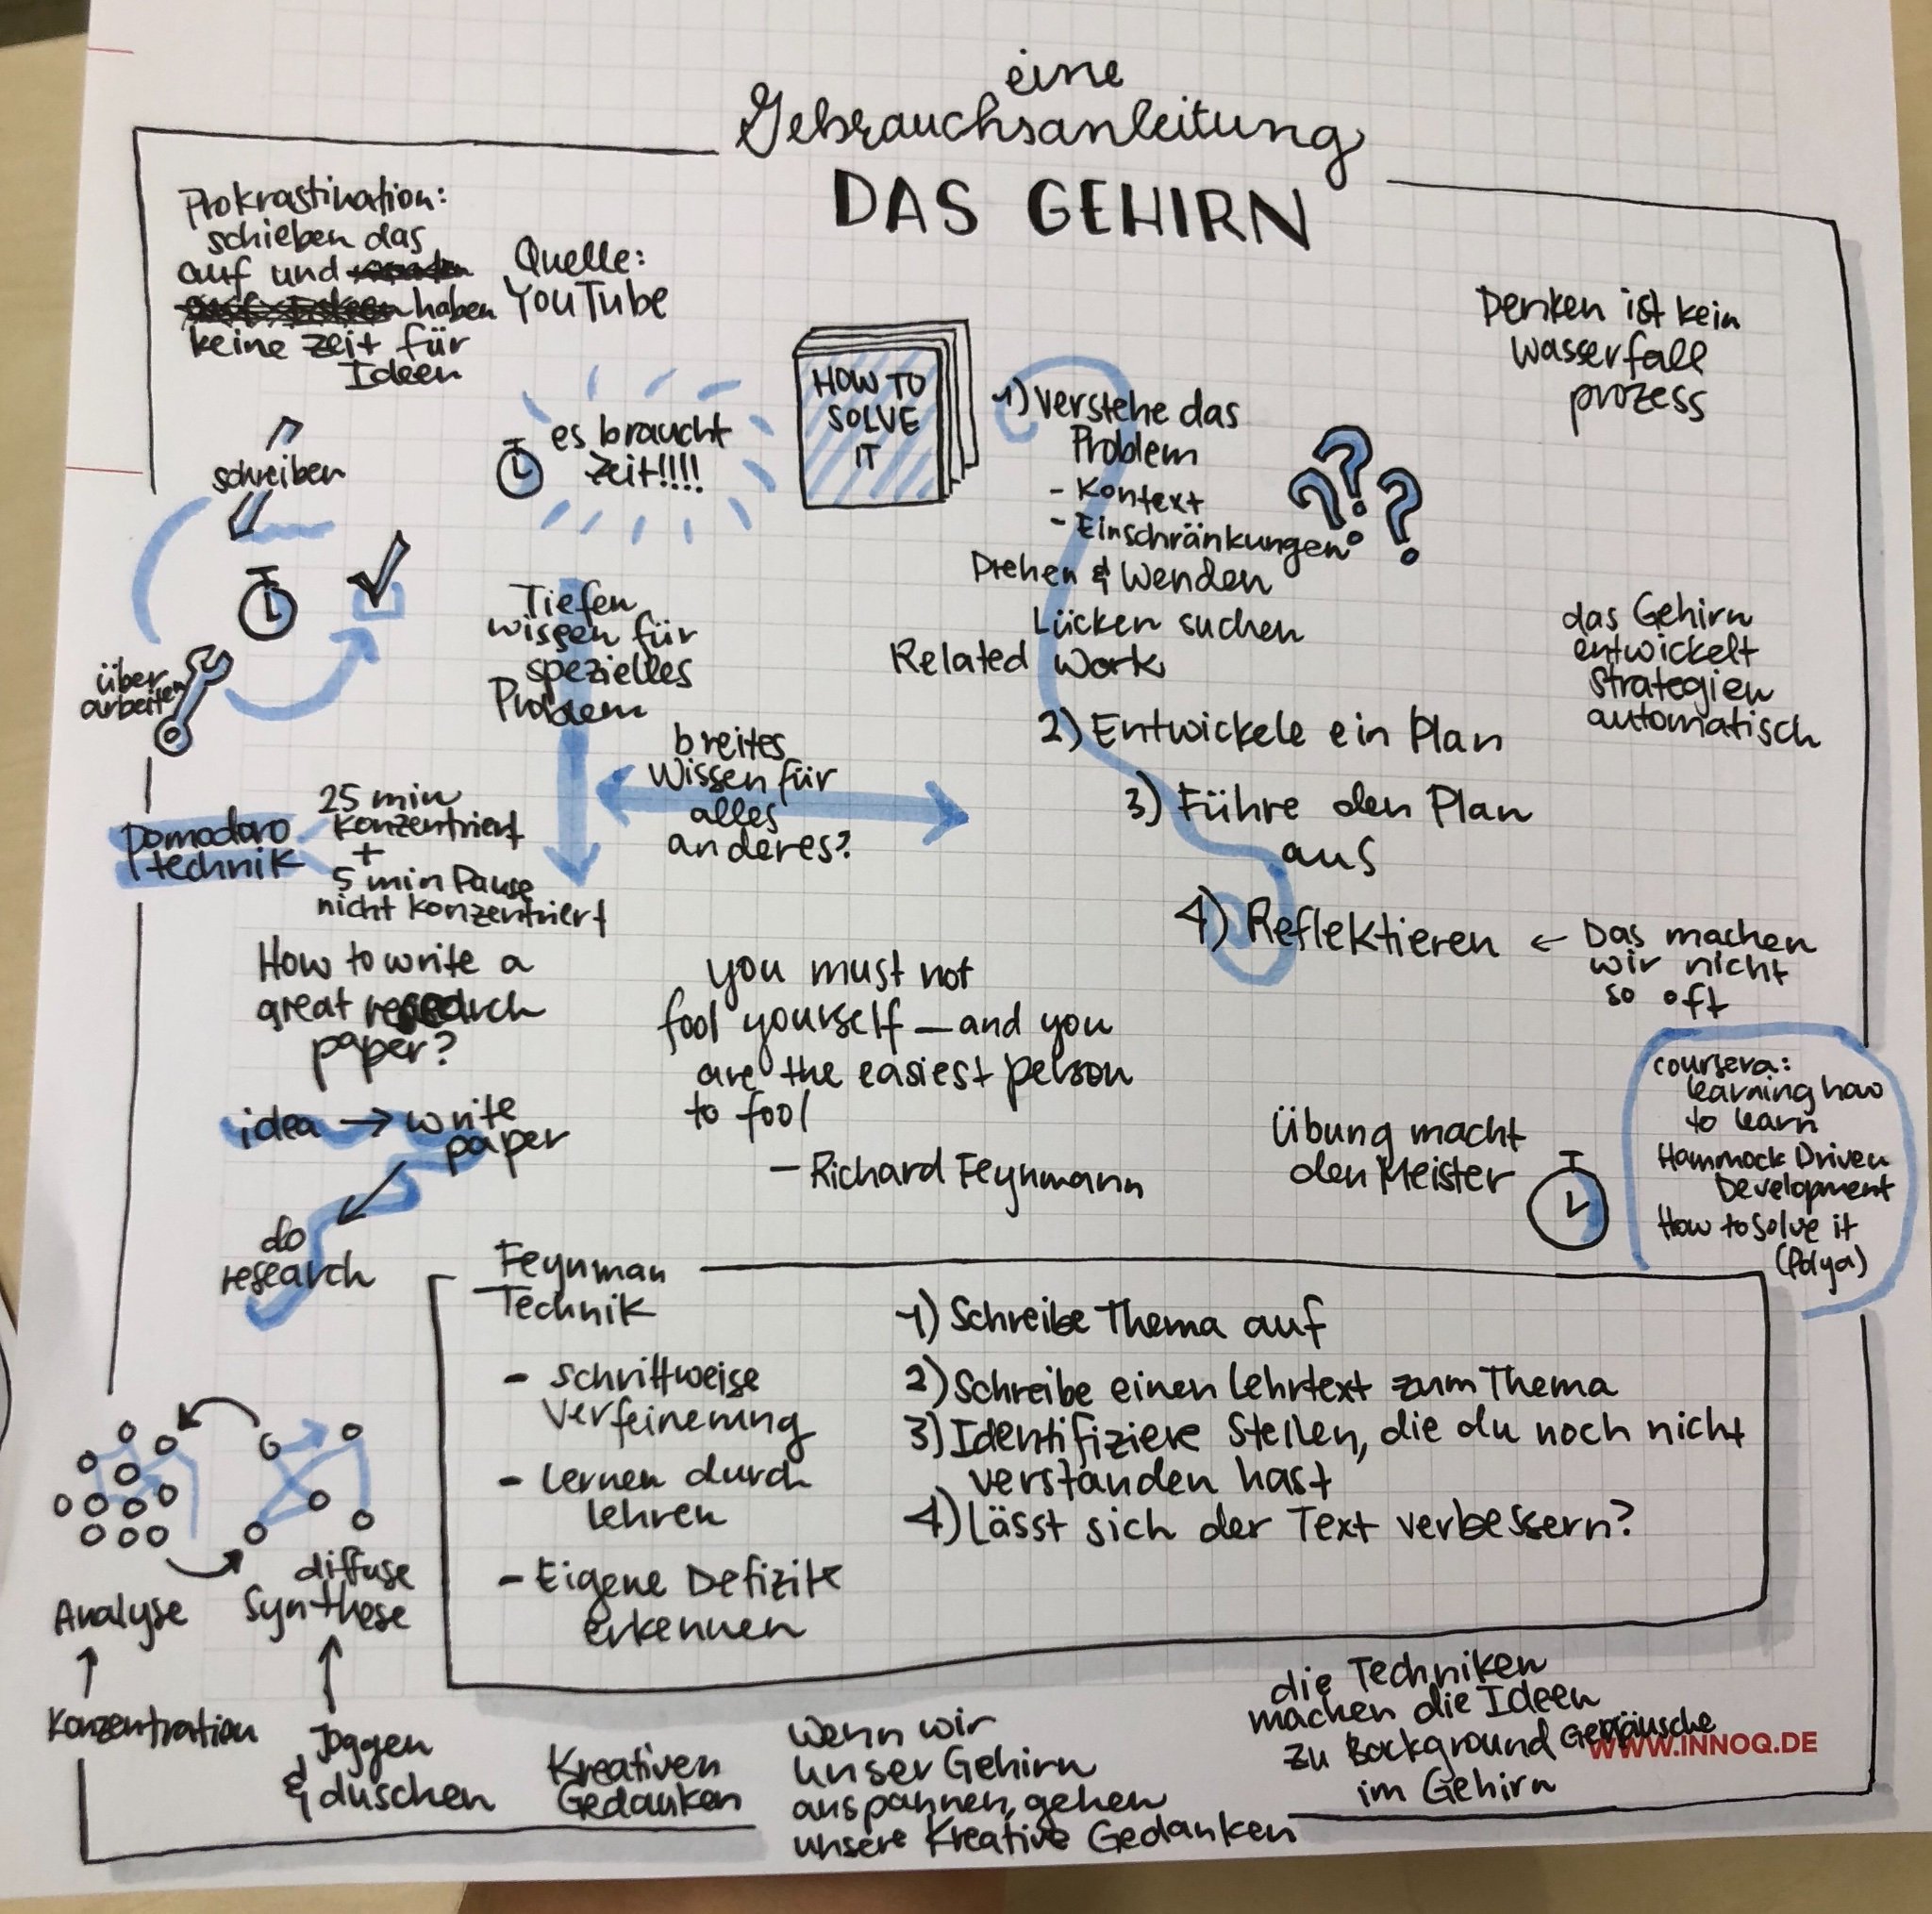 eine
Gebrauchsanleitung
DAS GEHIRN
Prokrastination:
schieben das
auf und
haben
keine Zeit für
Ideen
Quelle:
YouTube
Denken ist kein
Wasserfall
prozess
schreiben
über
arbeiten
es braucht
Zeit!!!!
HOW TO
SOLVE
IT
1) Verstehe das
Problem
- Kontext
- Einschränkungen
???
Drehen & Wenden
Lücken suchen
Related Work
2) Entwickele ein Plan
3) Führe den Plan
aus
4) Reflektieren ← Das machen
wir nicht
so oft
das Gehirn
entwickelt
Strategien
automatisch
Tiefen
wissen für
spezielles
Problem
breites
Wissen für
alles
anderes?
pomodoro
technik
25 min
konzentriert
+
5 min Pause
nicht konzentriert
How to write a
great research
paper?
idea → write
paper
do
research
you must not
fool yourself – and you
are the easiest person
to fool
– Richard Feynmann
Übung macht
den Meister
coursera:
learning how
to learn
Hammock Driven
Development
How to solve it
(Polya)
Feynman
Technik
- schrittweise
Verfeinerung
- Lernen durch
lehren
- Eigene Defizite
erkennen
1) Schreibe Thema auf
2) Schreibe einen Lehrtext zum Thema
3) Identifiziere Stellen, die du noch nicht
verstanden hast
4) Lässt sich der Text verbessern?
Analyse
diffuse
Synthese
Konzentration
Joggen
& duschen
Kreativen
Gedanken
Wenn wir
unser Gehirn
anspannen, gehen
unsere Kreative Gedanken
die Techniken
machen die Ideen
zu Background Geräusche
im Gehirn
WWW.INNOQ.DE